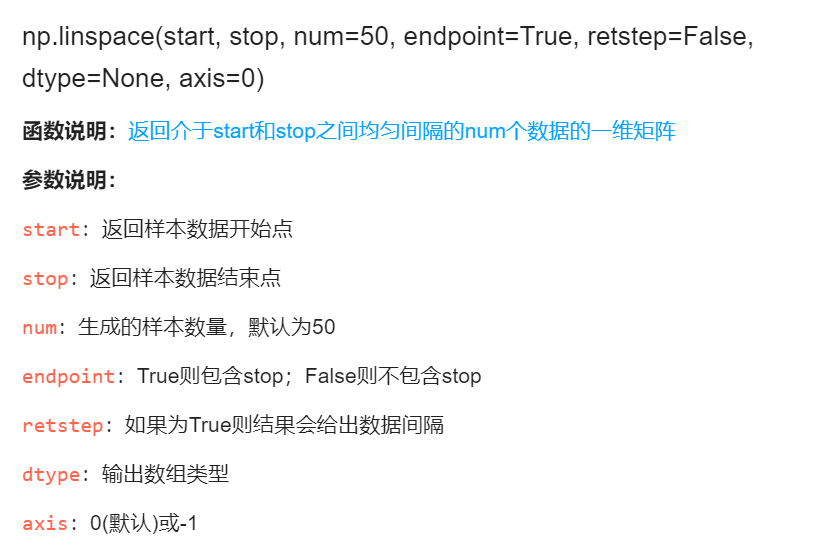 np.linspace(start, stop, num=50, endpoint=True, retstep=False,
dtype=None, axis=0)
函数说明：返回介于start和stop之间均匀间隔的num个数据的一维矩阵
参数说明：
start：返回样本数据开始点
stop：返回样本数据结束点
num：生成的样本数量，默认为50
endpoint：True则包含stop；False则不包含stop
retstep：如果为True则结果会给出数据间隔
dtype：输出数组类型
axis：0(默认)或-1